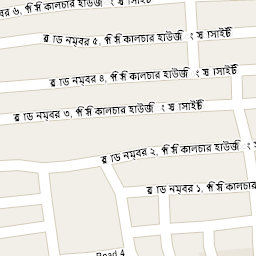 রোড নম্বর ৬, পিসি কালচার হাউজিং সোসাইটি
রোড নম্বর ৫, পিসি কালচার হাউজিং সোসাইটি
রোড নম্বর ৪, পিসি কালচার হাউজিং সোসাইটি
রোড নম্বর ৩, পিসি কালচার হাউজিং সোসাইটি
রোড নম্বর ২, পিসি কালচার হাউজিং
রোড নম্বর ১, পিসি কালচার
Road 4